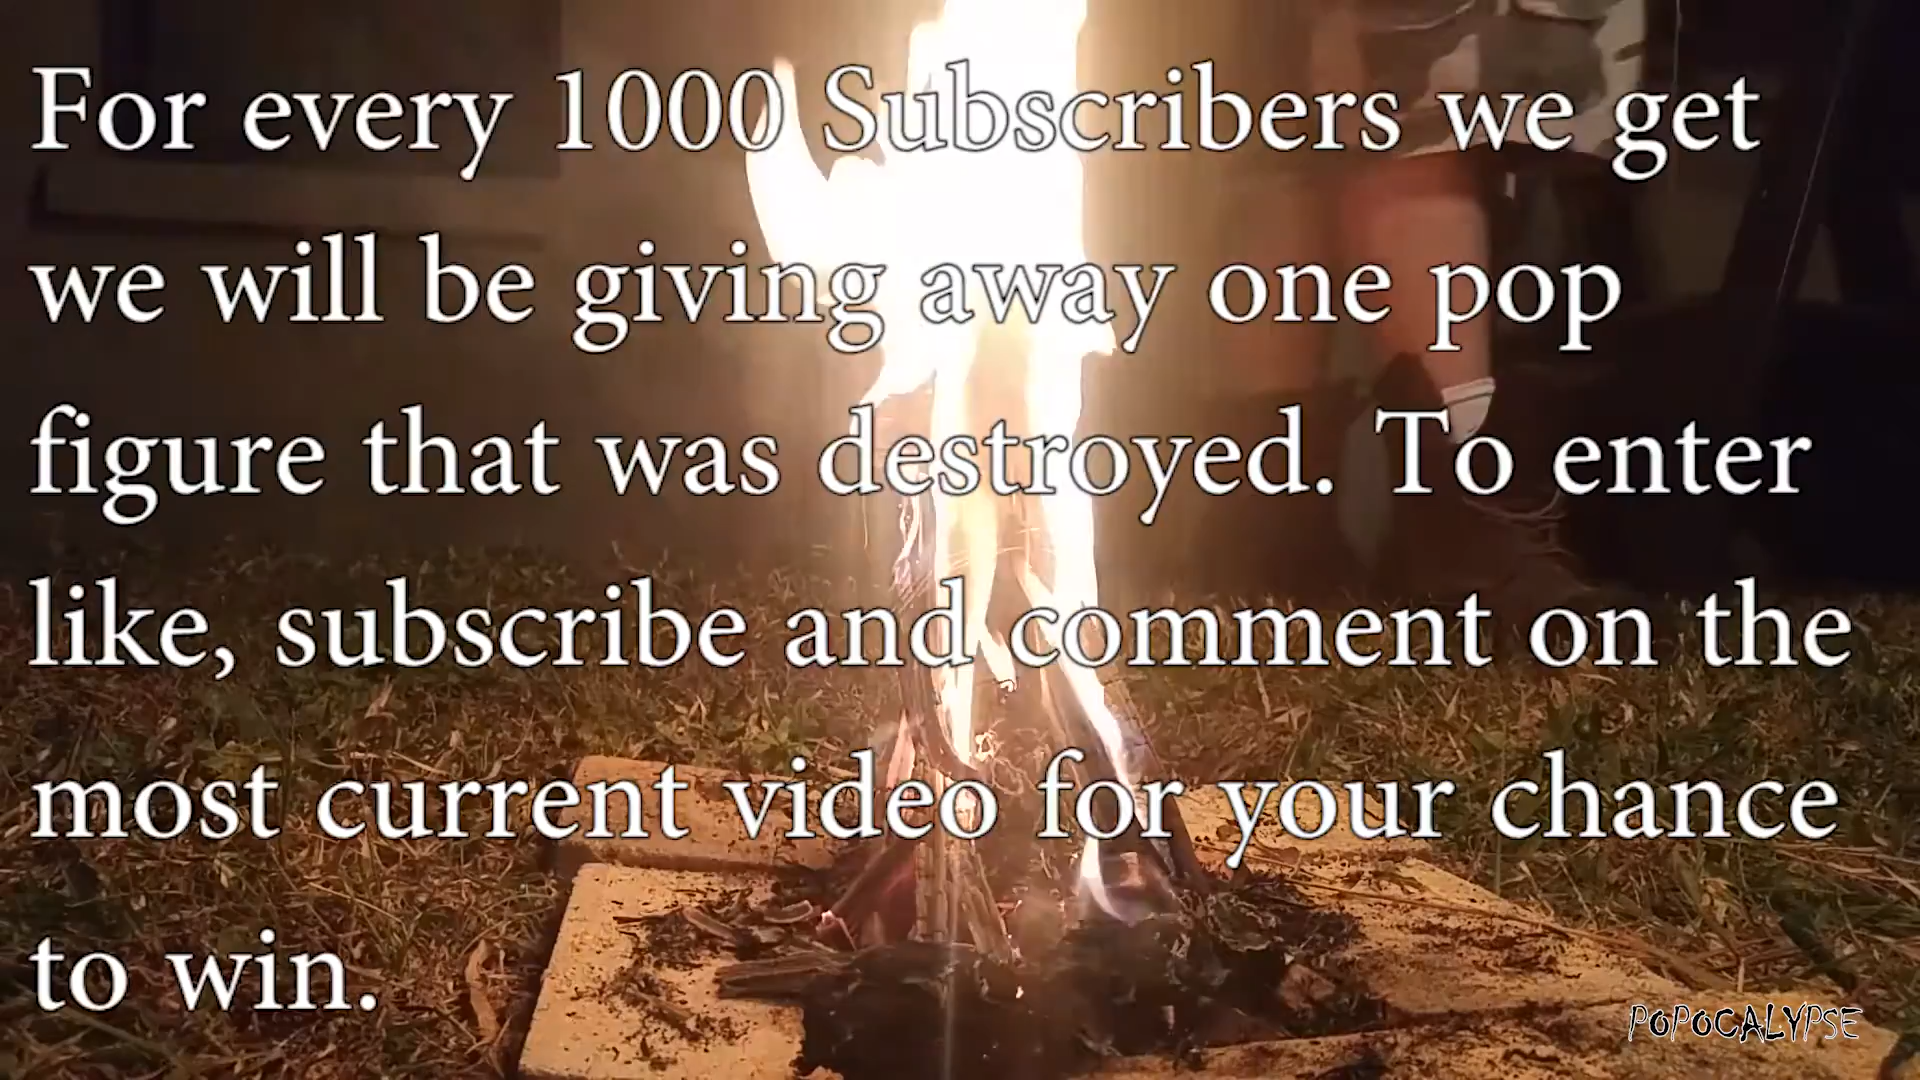 For every 1000 Subscribers we get
we will be giving away one pop
figure that was destroyed. To enter
like, subscribe and comment on the
most current video for your chance
to win.
POPOCALYPSE